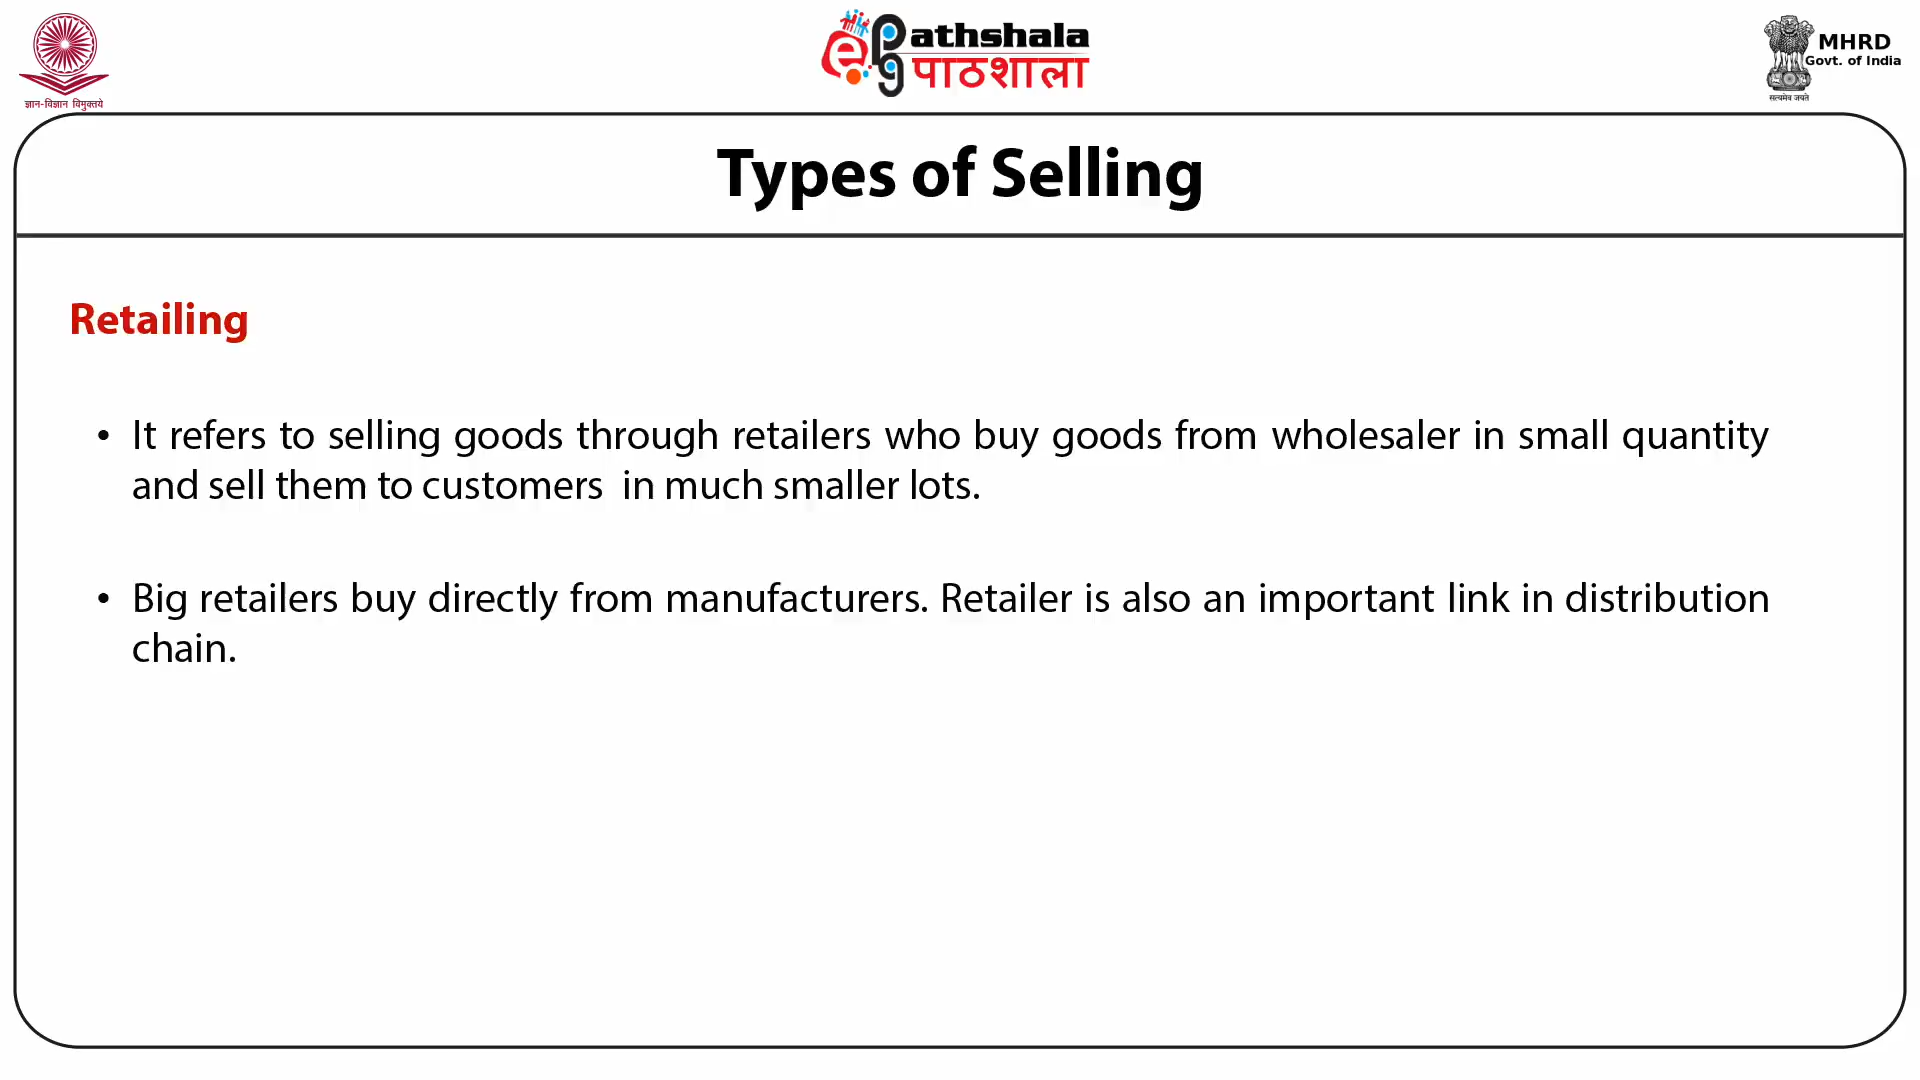 ज्ञान-विज्ञान विमुक्तये
ePathshala
पाठशाला
MHRD
Govt. of India
सत्यमेव जयते
Types of Selling
Retailing
• It refers to selling goods through retailers who buy goods from wholesaler in small quantity
and sell them to customers in much smaller lots.
• Big retailers buy directly from manufacturers. Retailer is also an important link in distribution
chain.